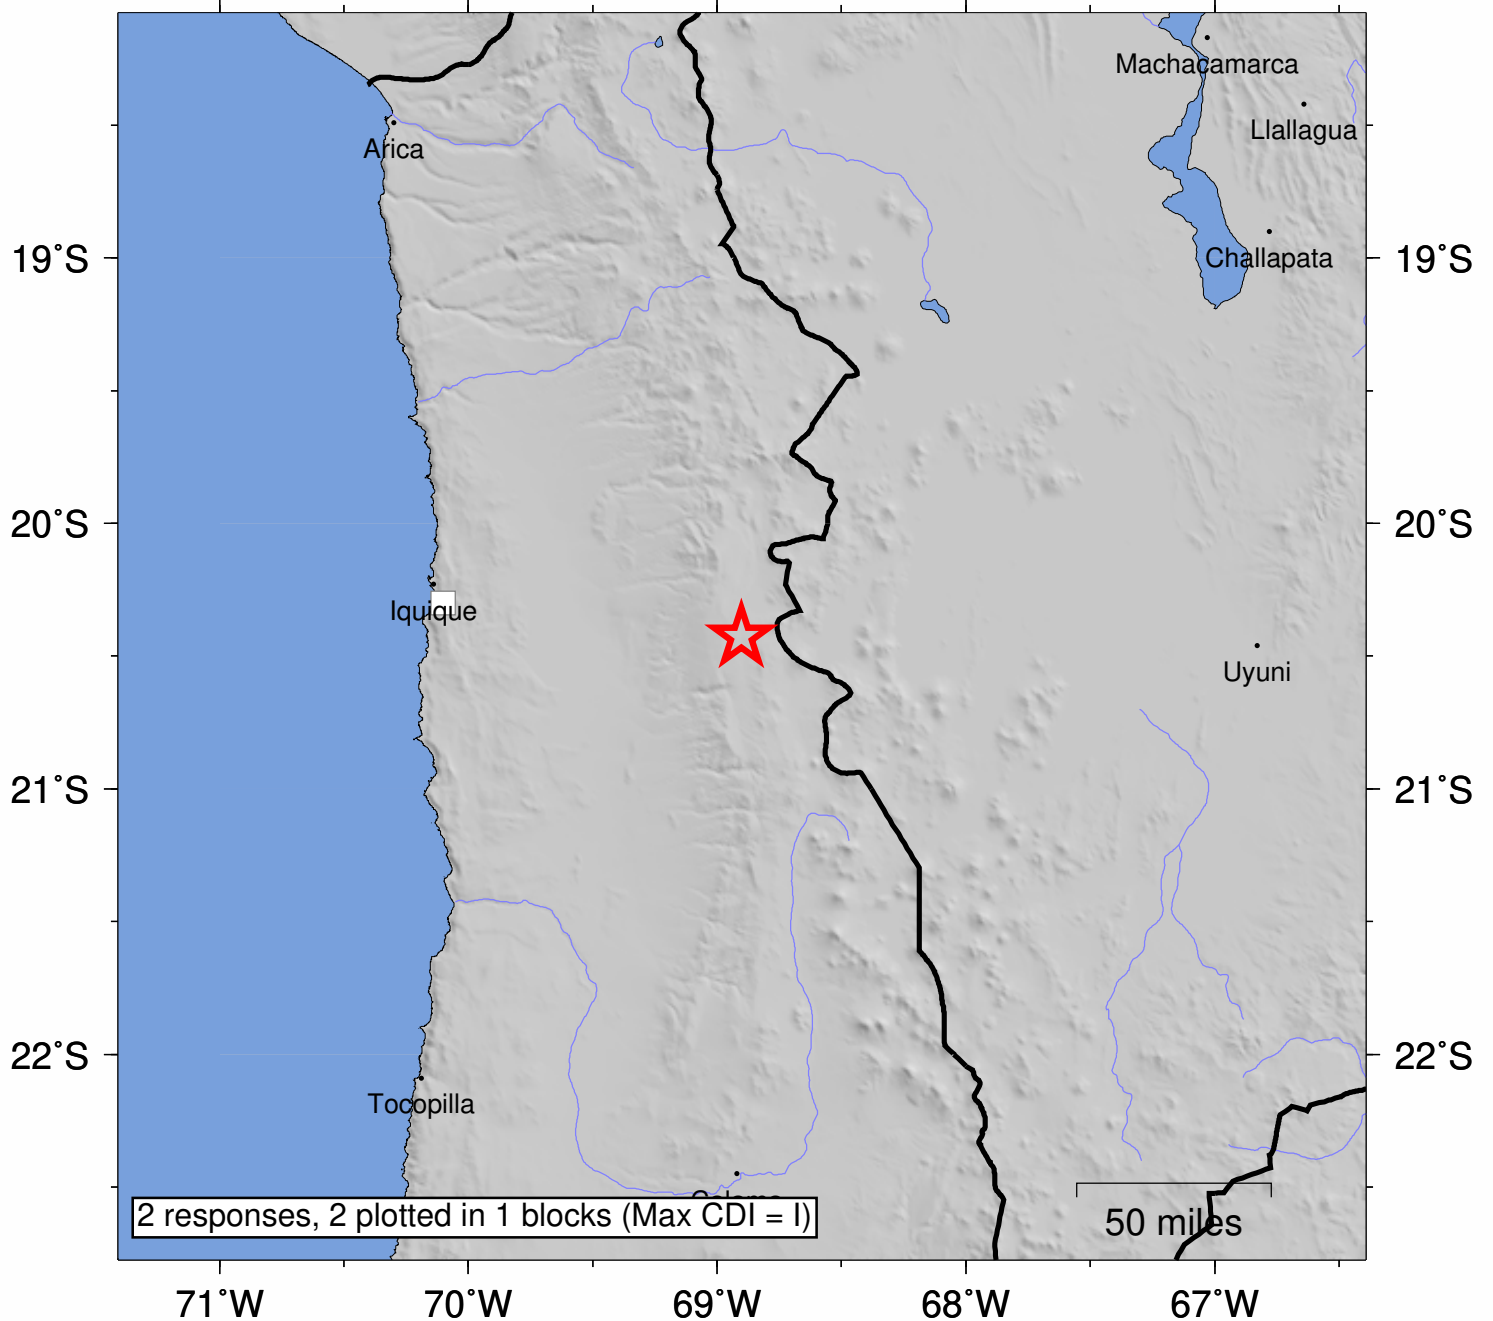 Machacamarca
Llallagua
Arica
19°S
Challapata
19°S
20°S
20°S
Iquique
Uyuni
21°S
21°S
22°S
22°S
Tocopilla
2 responses, 2 plotted in 1 blocks (Max CDI = I)
50 miles
71°W
70°W
69°W
68°W
67°W